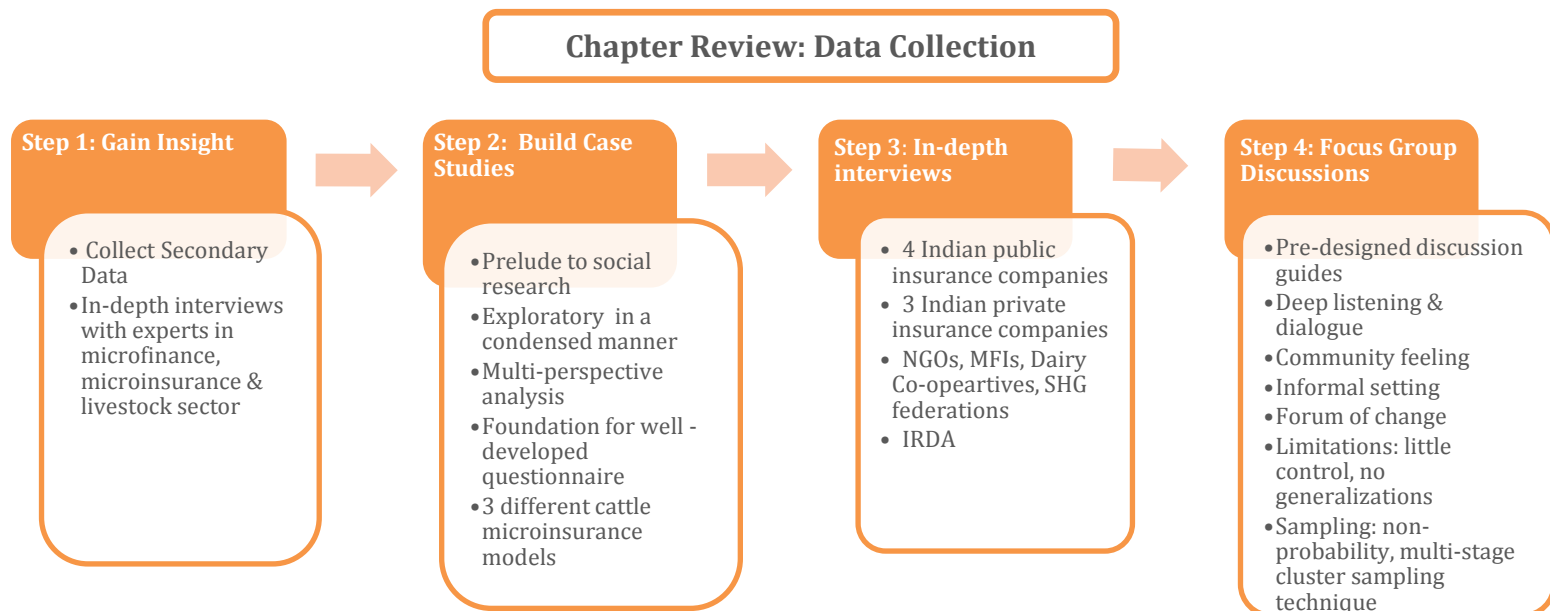 Chapter Review: Data Collection
Step 1: Gain Insight
• Collect Secondary
Data
•In-depth interviews
with experts in
microfinance,
microinsurance &
livestock sector
Step 2: Build Case
Studies
•Prelude to social
research
•Exploratory in a
condensed manner
•Multi-perspective
analysis
•Foundation for well -
developed
questionnaire
•3 different cattle
microinsurance
models
Step 3: In-depth
interviews
• 4 Indian public
insurance companies
• 3 Indian private
insurance companies
• NGOs, MFIs, Dairy
Co-opeartives, SHG
federations
• IRDA
Step 4: Focus Group
Discussions
•Pre-designed discussion
guides
•Deep listening &
dialogue
•Community feeling
•Informal setting
•Forum of change
•Limitations: little
control, no
generalizations
•Sampling: non-
probability, multi-stage
cluster sampling
technique